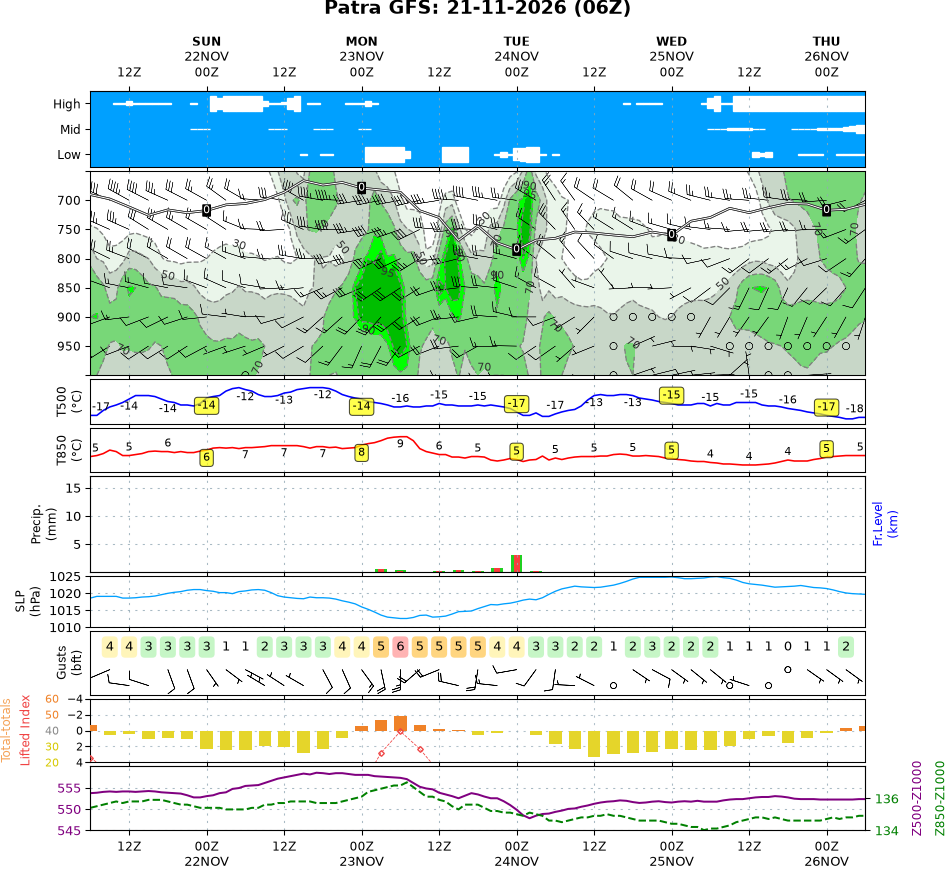 Patra GFS: 21-11-2026 (06Z)
SUN MON TUE WED THU
22NOV 23NOV 24NOV 25NOV 26NOV
12Z 00Z 12Z 00Z 12Z 00Z 12Z 00Z 12Z 00Z
High
Mid
Low
700
750
800
850
900
950
0 0 0 0 0
30 50 50 50 70 70 90
T500
(°C)
-17 -14 -14 -14 -12 -13 -12 -14 -16 -15 -15 -17 -17 -13 -13 -15 -15 -15 -16 -17 -18
T850
(°C)
5 5 6 6 7 7 7 8 9 6 5 5 5 5 5 5 4 4 4 5 5
Precip.
(mm)
15
10
5
Fr.Level
(km)
SLP
(hPa)
1025
1020
1015
1010
Gusts
(bft)
4 4 3 3 3 3 1 1 2 3 3 3 4 4 5 6 5 5 5 5 4 4 3 3 2 2 1 2 3 2 2 2 1 1 1 0 1 1 2
Total-totals
Lifted Index
60 −4
50 −2
40 0
30 2
20 4
555
550
545
136
134
Z500-Z1000
Z850-Z1000
12Z 00Z 12Z 00Z 12Z 00Z 12Z 00Z 12Z 00Z
22NOV 23NOV 24NOV 25NOV 26NOV